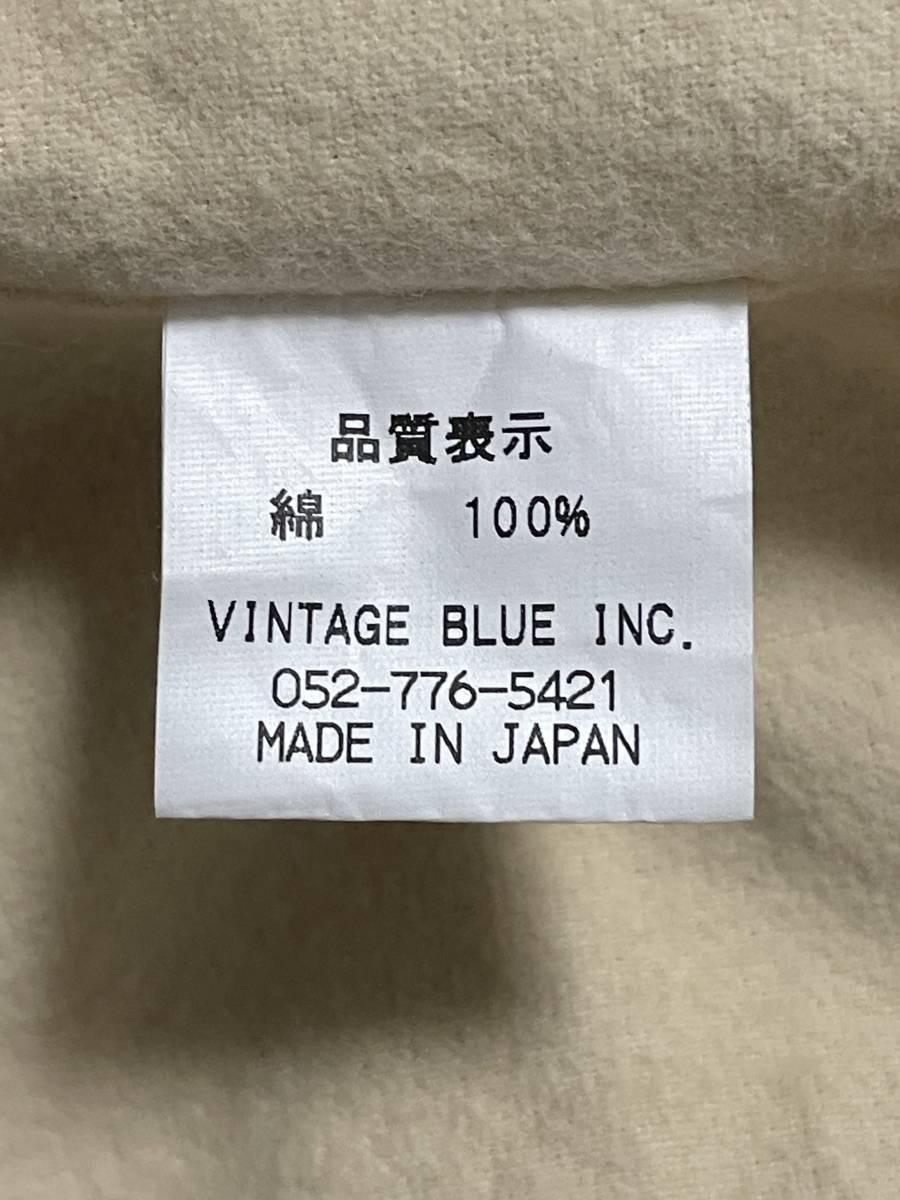 品質表示
綿 100%
VINTAGE BLUE INC.
052-776-5421
MADE IN JAPAN